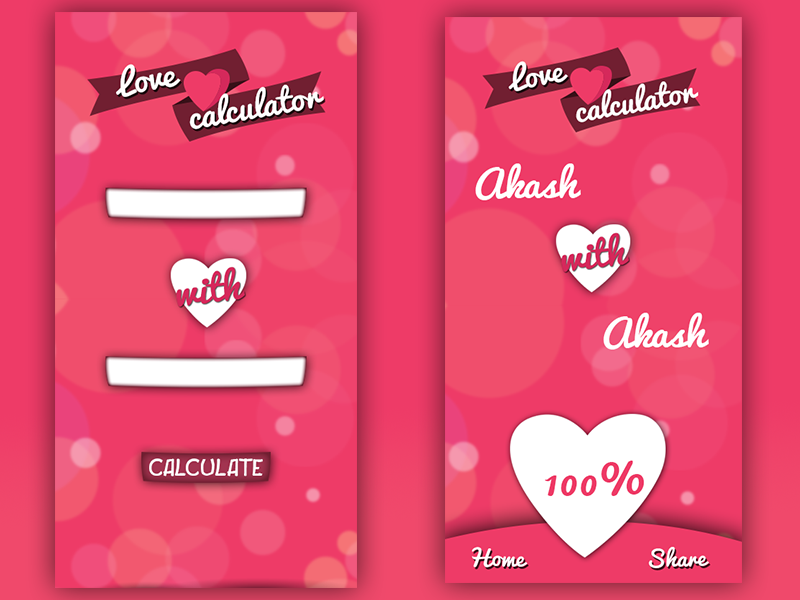 Love
calculator
with
CALCULATE
Love
calculator
Akash
with
Akash
100%
Home
Share